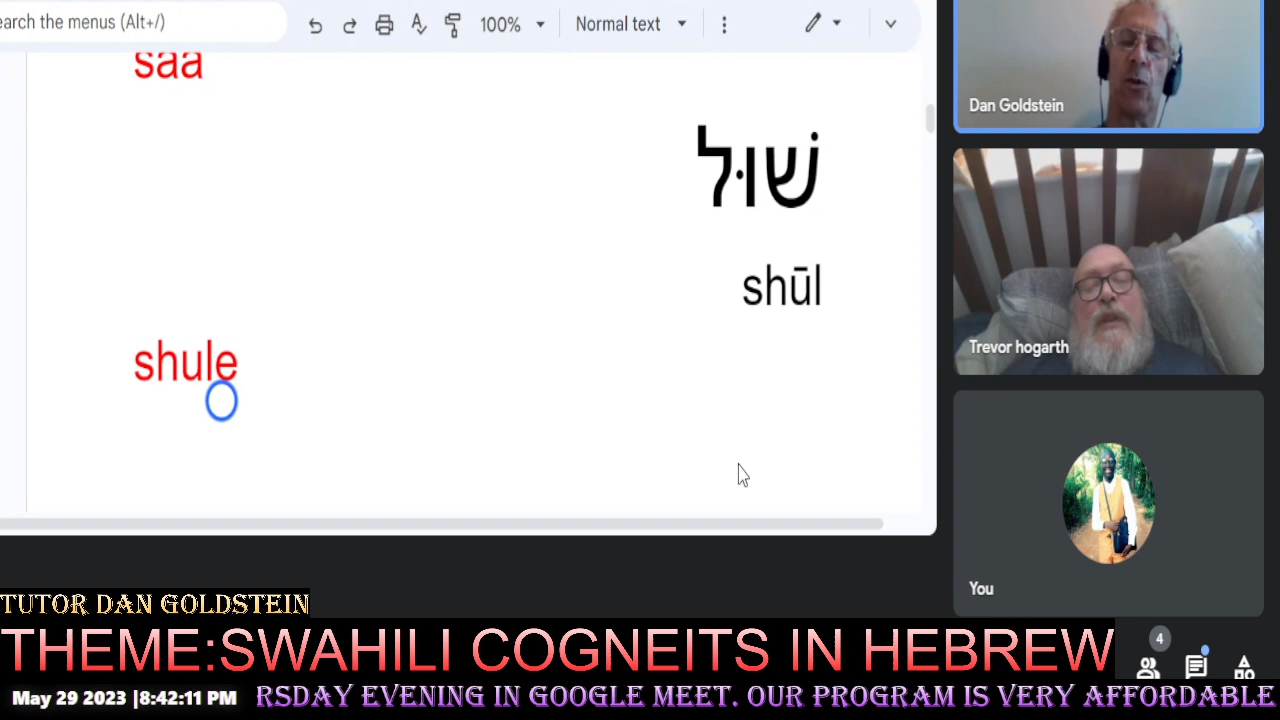 earch the menus (Alt+/)
100%
Normal text
saa
שׁוּל
shūl
shule
Dan Goldstein
Trevor hogarth
You
4
TUTOR DAN GOLDSTEIN
THEME:SWAHILI COGNEITS IN HEBREW
May 29 2023 |8:42:11 PM
RSDAY EVENING IN GOOGLE MEET. OUR PROGRAM IS VERY AFFORDABLE